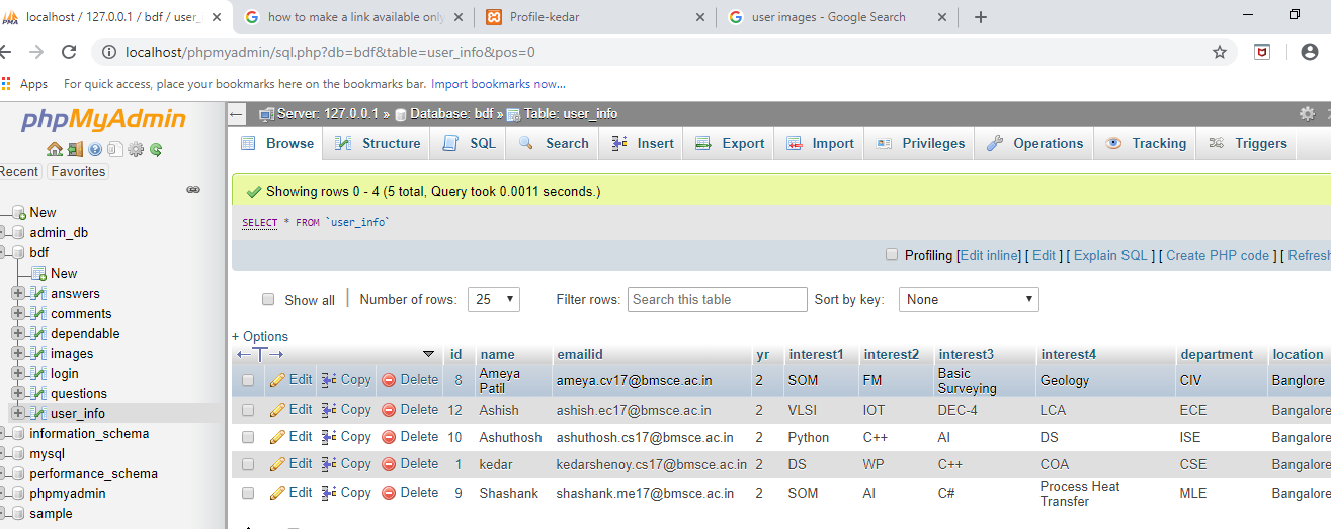 localhost / 127.0.0.1 / bdf / user_
how to make a link available only
Profile-kedar
user images - Google Search
localhost/phpmyadmin/sql.php?db=bdf&table=user_info&pos=0
Apps For quick access, place your bookmarks here on the bookmarks bar. Import bookmarks now...
phpMyAdmin
Recent Favorites
New
admin_db
bdf
New
answers
comments
dependable
images
login
questions
user_info
information_schema
mysql
performance_schema
phpmyadmin
sample
Server: 127.0.0.1 » Database: bdf » Table: user_info
Browse Structure SQL Search Insert Export Import Privileges Operations Tracking Triggers
Showing rows 0 - 4 (5 total, Query took 0.0011 seconds.)
SELECT * FROM `user_info`
Profiling [Edit inline] [ Edit ] [ Explain SQL ] [ Create PHP code ] [ Refresh
Show all | Number of rows: 25 Filter rows: Search this table Sort by key: None
+ Options
←T→ id name emailid yr interest1 interest2 interest3 interest4 department location
Edit Copy Delete 8 Ameya Patil ameya.cv17@bmsce.ac.in 2 SOM FM Basic Surveying Geology CIV Banglore
Edit Copy Delete 12 Ashish ashish.ec17@bmsce.ac.in 2 VLSI IOT DEC-4 LCA ECE Bangalore
Edit Copy Delete 10 Ashuthosh ashuthosh.cs17@bmsce.ac.in 2 Python C++ AI DS ISE Bangalore
Edit Copy Delete 1 kedar kedarshenoy.cs17@bmsce.ac.in 2 DS WP C++ COA CSE Bangalore
Edit Copy Delete 9 Shashank shashank.me17@bmsce.ac.in 2 SOM AI C# Process Heat Transfer MLE Bangalore